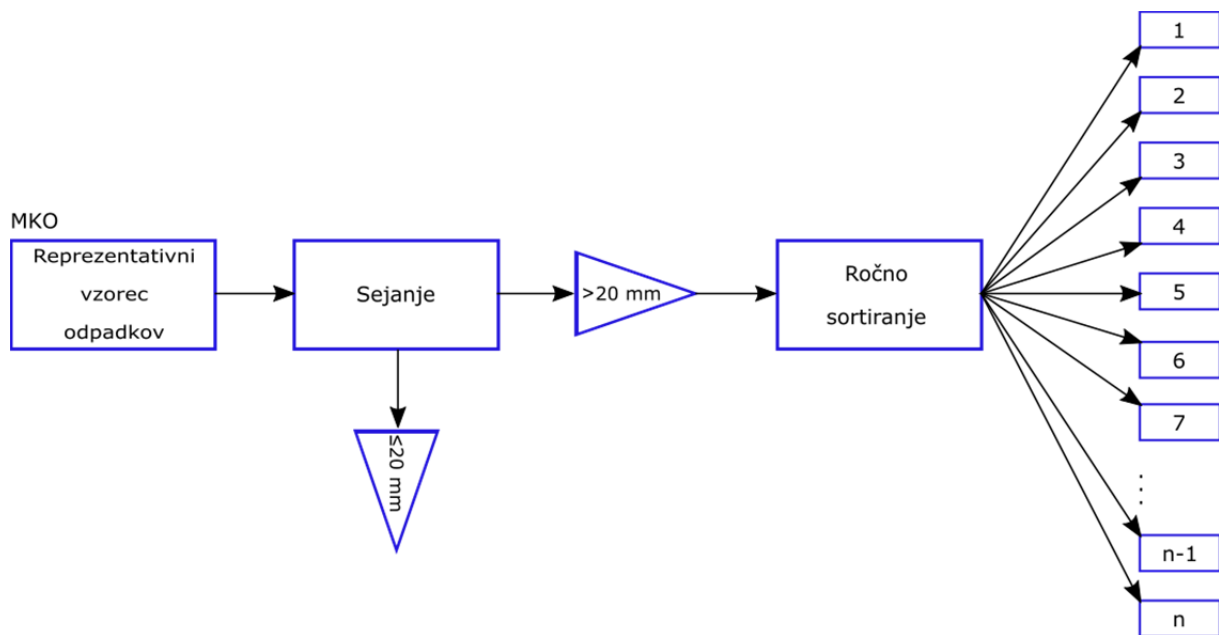 MKO
Reprezentativni
vzorec
odpadkov
Sejanje
≤20 mm
>20 mm
Ročno
sortiranje
1
2
3
4
5
6
7
....
n-1
n